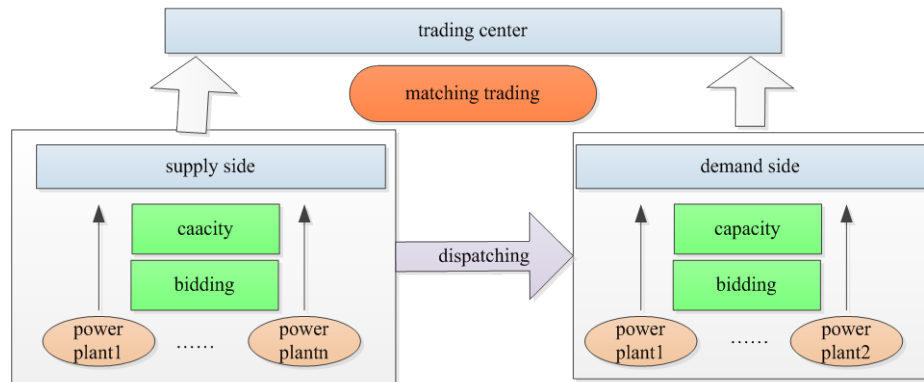 trading center
matching trading
supply side
demand side
caacity
capacity
dispatching
bidding
bidding
power
plant1
......
power
plantn
power
plant1
......
power
plant2